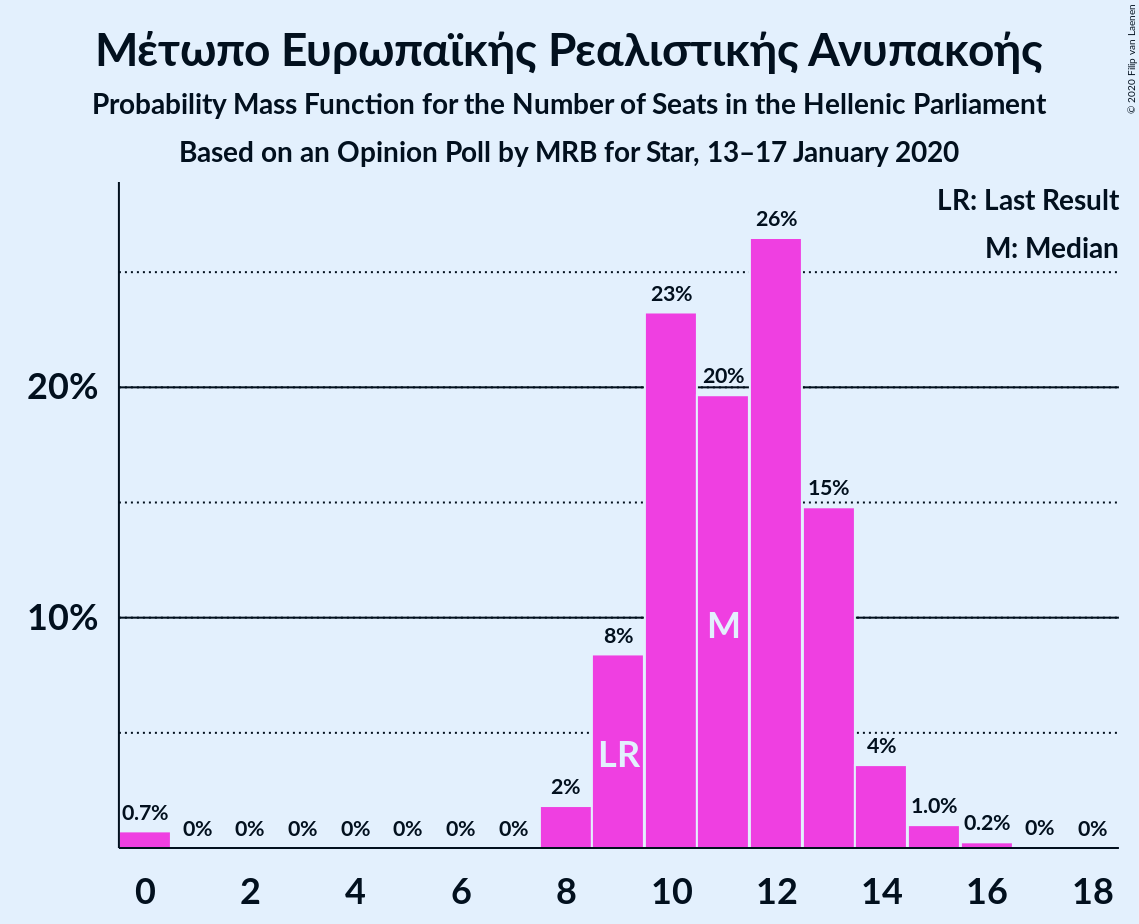 Μέτωπο Ευρωπαϊκής Ρεαλιστικής Ανυπακοής
Probability Mass Function for the Number of Seats in the Hellenic Parliament
Based on an Opinion Poll by MRB for Star, 13–17 January 2020
© 2020 Filip van Laenen
LR: Last Result
M: Median
26%
23%
20%
20%
15%
10%
8%
M
LR
4%
2%
1.0%
0.7%
0% 0% 0% 0% 0% 0% 0%
0.2%
0% 0%
0 2 4 6 8 10 12 14 16 18